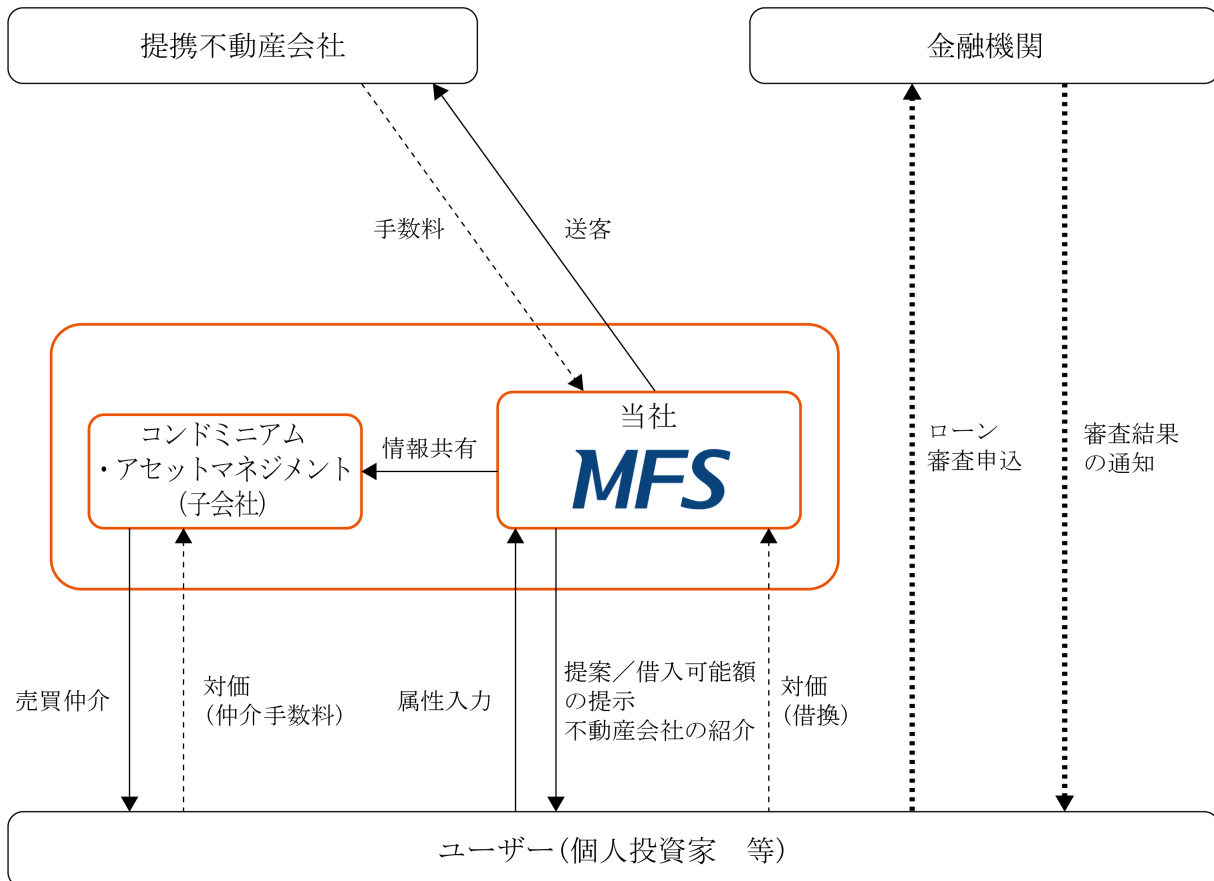 提携不動産会社
金融機関
手数料
送客
当社
MFS
コンドミニアム
・アセットマネジメント
(子会社)
情報共有
ローン
審査申込
審査結果
の通知
売買仲介
対価
(仲介手数料)
属性入力
提案／借入可能額
の提示
不動産会社の紹介
対価
(借換)
ユーザー(個人投資家　等)